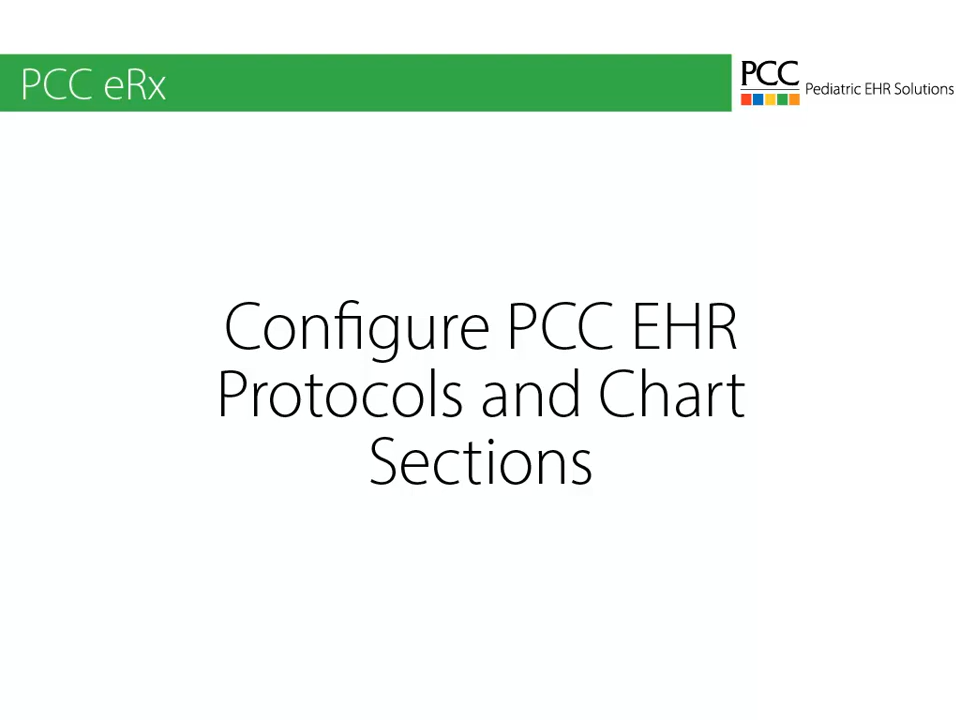 PCC eRx
PCC
Pediatric EHR Solutions
Configure PCC EHR
Protocols and Chart
Sections